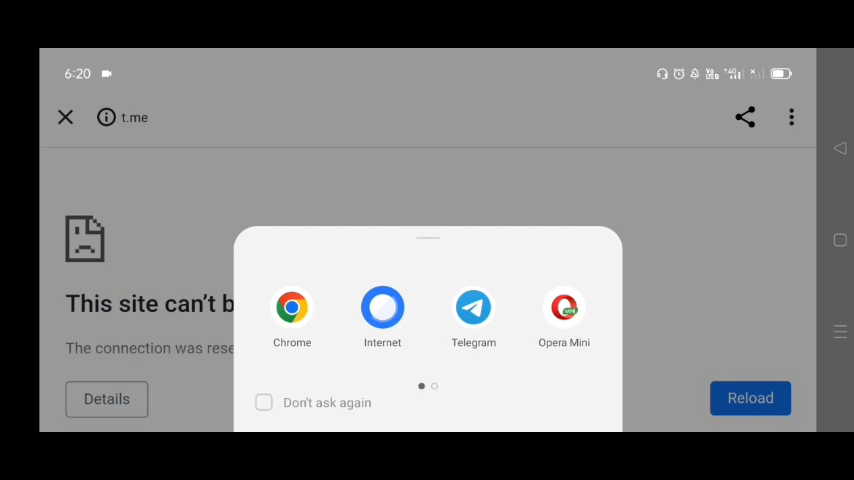 6:20
t.me
This site can't b
The connection was rese
Details
Reload
Chrome
Internet
Telegram
Opera Mini
Don't ask again